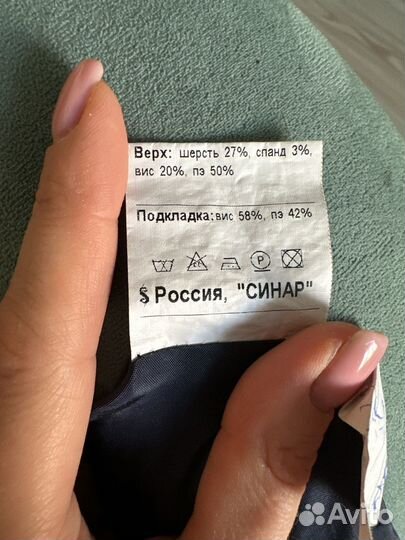 Верх: шерсть 27%, спанд 3%,
вис 20%, пэ 50%
Подкладка: вис 58%, пэ 42%
Россия, "СИНАР"
Avito